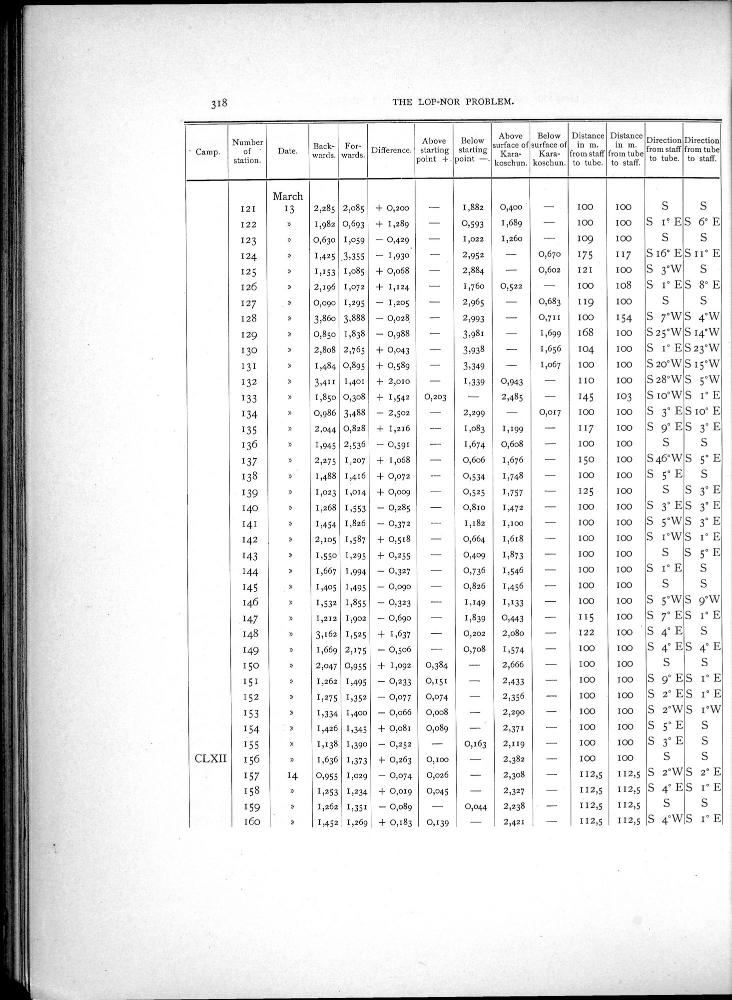 318 THE LOP-NOR PROBLEM.
Camp. Number of station. Date. Back-wards. For-wards. Difference. Above starting point +. Below starting point —. Above surface of Kara-koschun. Below surface of Kara-koschun. Distance in m. from staff to tube. Distance in m. from tube to staff. Direction from staff to tube. Direction from tube to staff.
March
121 13 2,285 2,085 + 0,200 — 1,882 0,400 — 100 100 S S
122 » 1,982 0,693 + 1,289 — 0,593 1,689 — 100 100 S 1° E S 6° E
123 » 0,630 1,059 — 0,429 — 1,022 1,260 — 109 100 S S
124 » 1,425 3,355 — 1,930 — 2,952 — 0,670 175 117 S 16° E S 11° E
125 » 1,153 1,085 + 0,068 — 2,884 — 0,602 121 100 S 3° W S
126 » 2,196 1,072 + 1,124 — 1,760 0,522 — 100 108 S 1° E S 8° E
127 » 0,090 1,295 — 1,205 — 2,965 — 0,683 119 100 S S
128 » 3,860 3,888 — 0,028 — 2,993 — 0,711 100 154 S 7° W S 4° W
129 » 0,850 1,838 — 0,988 — 3,981 — 1,699 168 100 S 25° W S 14° W
130 » 2,808 2,765 + 0,043 — 3,938 — 1,656 104 100 S 1° E S 23° W
131 » 1,484 0,895 + 0,589 — 3,349 — 1,067 100 100 S 20° W S 15° W
132 » 3,411 1,401 + 2,010 — 1,339 0,943 — 110 100 S 28° W S 5° W
133 » 1,850 0,308 + 1,542 0,203 — 2,485 — 145 103 S 10° W S 1° E
134 » 0,986 3,488 — 2,502 — 2,299 — 0,017 100 100 S 3° E S 10° E
135 » 2,044 0,828 + 1,216 — 1,083 1,199 — 117 100 S 9° E S 3° E
136 » 1,945 2,536 — 0,591 — 1,674 0,608 — 100 100 S S
137 » 2,275 1,207 + 1,068 — 0,606 1,676 — 150 100 S 46° W S 5° E
138 » 1,488 1,416 + 0,072 — 0,534 1,748 — 100 100 S 5° E S
139 » 1,023 1,014 + 0,009 — 0,525 1,757 — 125 100 S S 3° E
140 » 1,268 1,553 — 0,285 — 0,810 1,472 — 100 100 S 3° E S 3° E
141 » 1,454 1,826 — 0,372 — 1,182 1,100 — 100 100 S 5° W S 3° E
142 » 2,105 1,587 + 0,518 — 0,664 1,618 — 100 100 S 1° W S 1° E
143 » 1,550 1,295 + 0,255 — 0,409 1,873 — 100 100 S S 5° E
144 » 1,667 1,994 — 0,327 — 0,736 1,546 — 100 100 S 1° E S
145 » 1,405 1,495 — 0,090 — 0,826 1,456 — 100 100 S S
146 » 1,532 1,855 — 0,323 — 1,149 1,133 — 100 100 S 5° W S 9° W
147 » 1,212 1,902 — 0,690 — 1,839 0,443 — 115 100 S 7° E S 1° E
148 » 3,162 1,525 + 1,637 — 0,202 2,080 — 122 100 S 4° E S
149 » 1,669 2,175 — 0,506 — 0,708 1,574 — 100 100 S 4° E S 4° E
150 » 2,047 0,955 + 1,092 0,384 — 2,666 — 100 100 S S
151 » 1,262 1,495 — 0,233 0,151 — 2,433 — 100 100 S 9° E S 1° E
152 » 1,275 1,352 — 0,077 0,074 — 2,356 — 100 100 S 2° E S 1° E
153 » 1,334 1,400 — 0,066 0,008 — 2,290 — 100 100 S 2° W S 1° W
154 » 1,426 1,345 + 0,081 0,089 — 2,371 — 100 100 S 5° E S
155 » 1,138 1,390 — 0,252 — 0,163 2,119 — 100 100 S 3° E S
CLXII 156 » 1,636 1,373 + 0,263 0,100 — 2,382 — 100 100 S S
157 14 0,955 1,029 — 0,074 0,026 — 2,308 — 112,5 112,5 S 2° W S 2° E
158 » 1,253 1,234 + 0,019 0,045 — 2,327 — 112,5 112,5 S 4° E S 1° E
159 » 1,262 1,351 — 0,089 — 0,044 2,238 — 112,5 112,5 S S
160 » 1,452 1,269 + 0,183 0,139 — 2,421 — 112,5 112,5 S 4° W S 1° E